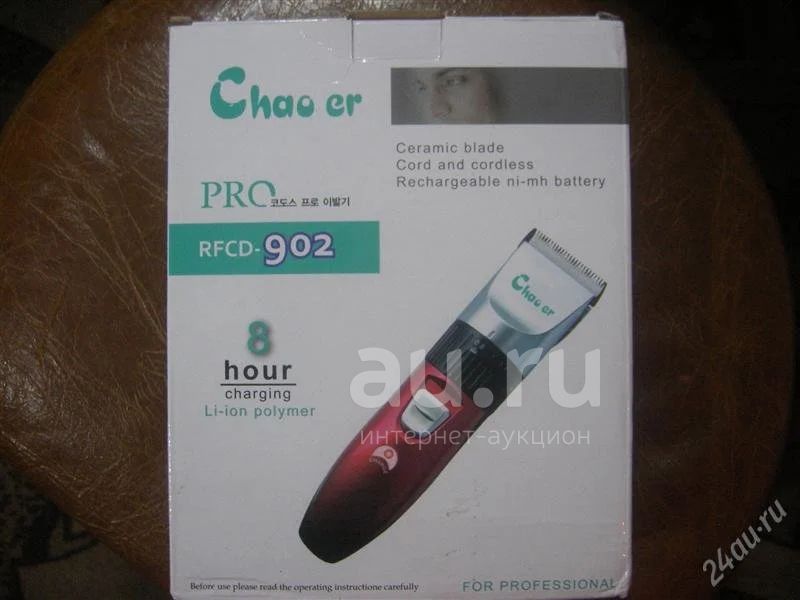 Chao er
Ceramic blade
Cord and cordless
Rechargeable ni-mh battery
PRO
코도스 프로 이발기
RFCD-902
Chao er
8
hour
charging
Li-ion polymer
au.ru
интернет-аукцион
Before use please read the operating instructione carefully
FOR PROFESSIONAL
24au.ru